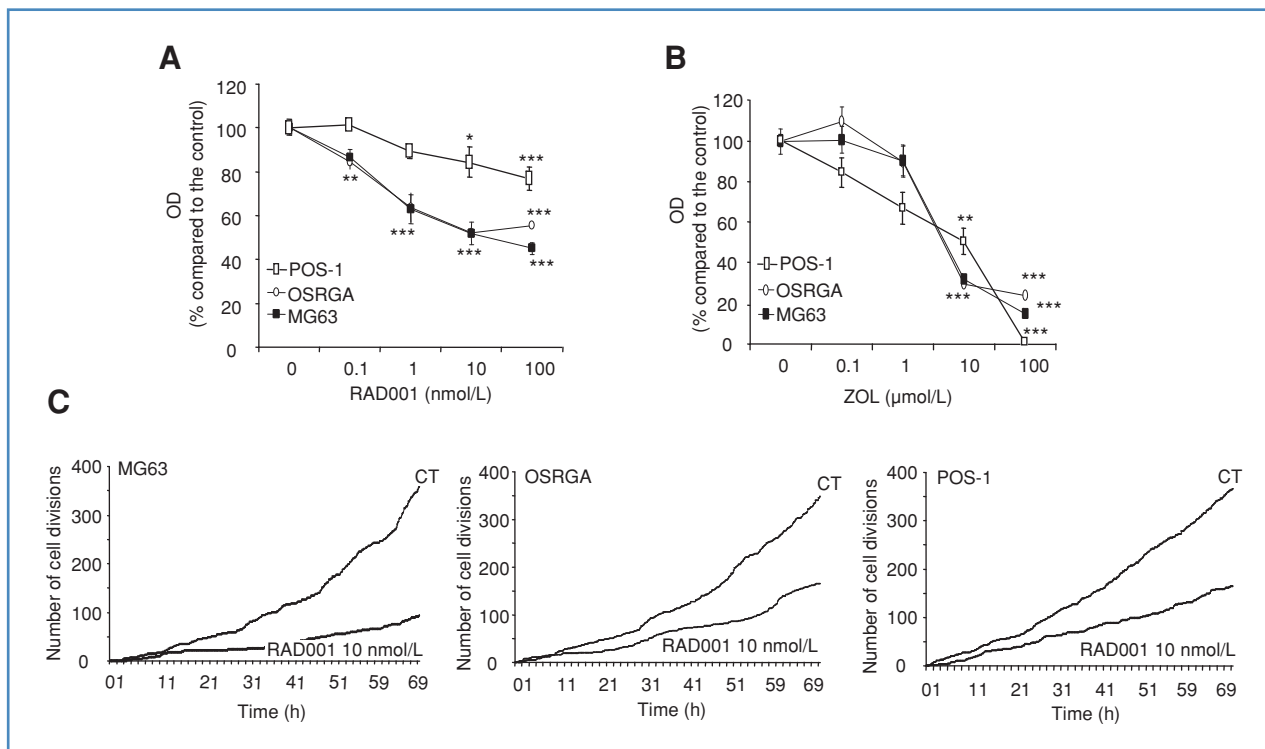 A
120
100
80
60
40
20
0
OD
(% compared to the control)
*
***
**
***
***
***
***
POS-1
OSRGA
MG63
0 0.1 1 10 100
RAD001 (nmol/L)
B
120
100
80
60
40
20
0
OD
(% compared to the control)
**
***
***
***
***
POS-1
OSRGA
MG63
0 0.1 1 10 100
ZOL (µmol/L)
C
MG63
Number of cell divisions
400
300
200
100
0
CT
RAD001 10 nmol/L
01 11 21 31 41 51 59 69
Time (h)
OSRGA
Number of cell divisions
400
300
200
100
0
CT
RAD001 10 nmol/L
01 11 21 31 41 51 59 69
Time (h)
POS-1
Number of cell divisions
400
300
200
100
0
CT
RAD001 10 nmol/L
01 11 21 31 41 51 59 69
Time (h)